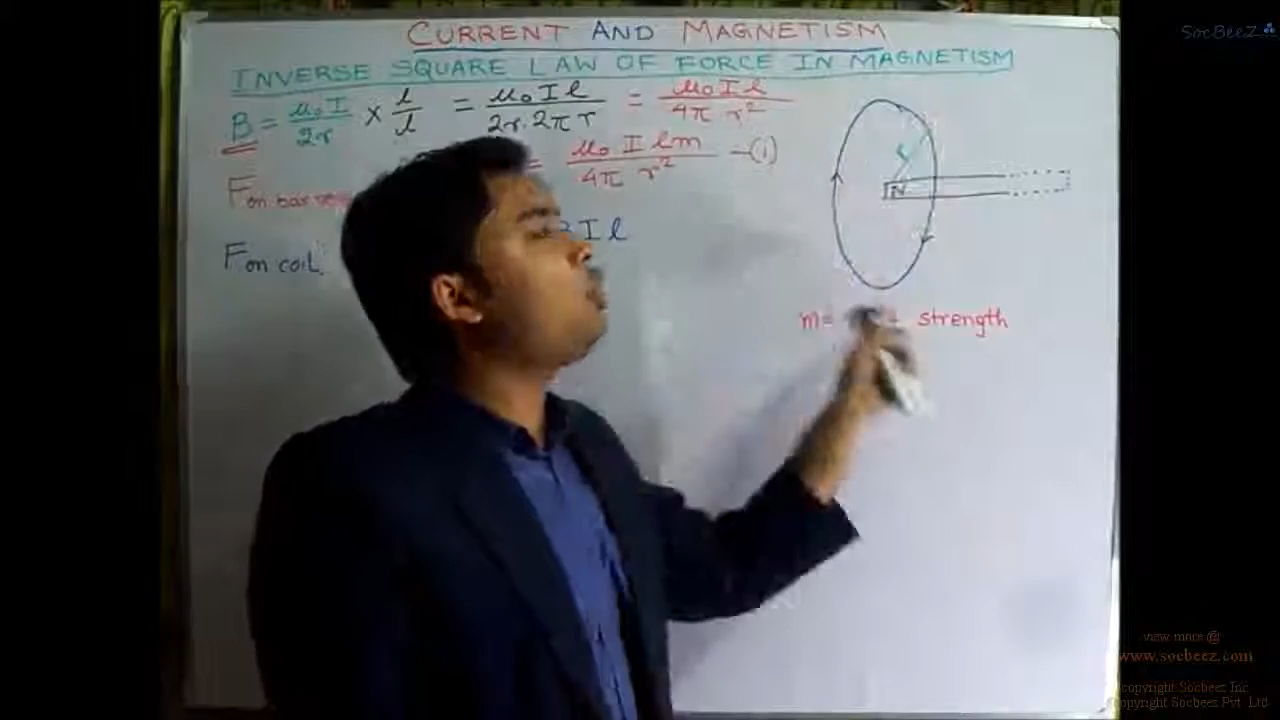 SocBeeZ
CURRENT AND MAGNETISM
INVERSE SQUARE LAW OF FORCE IN MAGNETISM
B = μ₀I/2r × l/l = μ₀Il/2r·2πr = μ₀Il/4πr²
F on bar = μ₀Ilm/4πr² —(1)
F on coil Il
r
N
m= strength
view more @
www.socbeez.com
copyright Socbeez Inc
copyright Socbeez Pvt Ltd